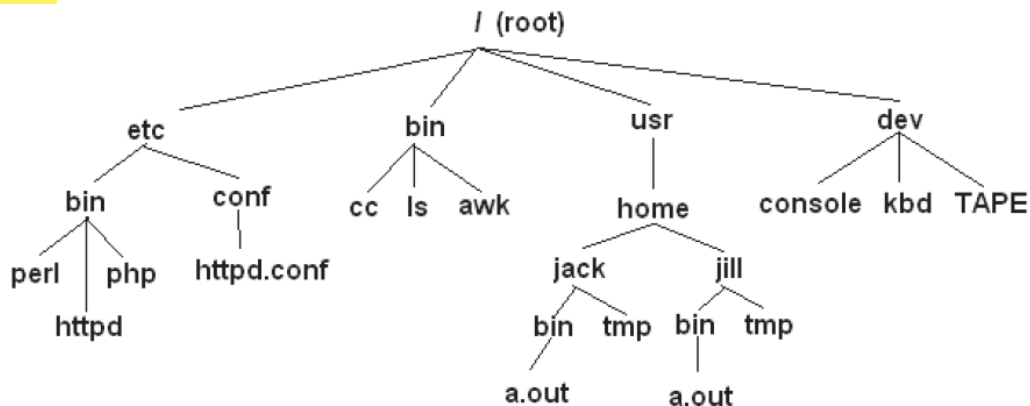 / (root)
etc bin usr dev
bin conf cc ls awk home console kbd TAPE
perl php httpd.conf jack jill
httpd bin tmp bin tmp
a.out a.out